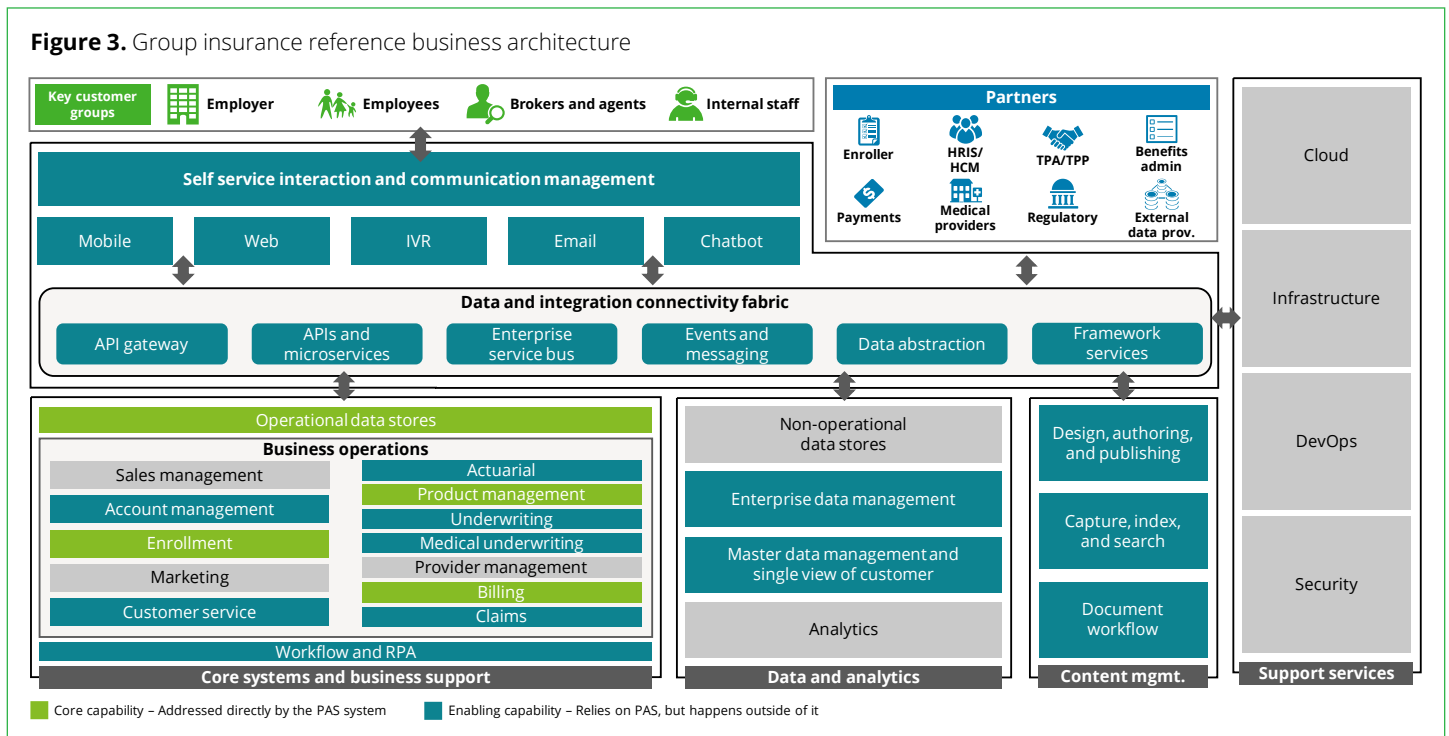 Figure 3. Group insurance reference business architecture
Key customer
groups
Employer
Employees
Brokers and agents
Internal staff
Partners
Enroller
HRIS/
HCM
TPA/TPP
Benefits
admin
Payments
Medical
providers
Regulatory
External
data prov.
Self service interaction and communication management
Mobile
Web
IVR
Email
Chatbot
Data and integration connectivity fabric
API gateway
APIs and
microservices
Enterprise
service bus
Events and
messaging
Data abstraction
Framework
services
Operational data stores
Business operations
Sales management
Account management
Enrollment
Marketing
Customer service
Actuarial
Product management
Underwriting
Medical underwriting
Provider management
Billing
Claims
Workflow and RPA
Core systems and business support
Non-operational
data stores
Enterprise data management
Master data management and
single view of customer
Analytics
Data and analytics
Design, authoring,
and publishing
Capture, index,
and search
Document
workflow
Content mgmt.
Cloud
Infrastructure
DevOps
Security
Support services
Core capability – Addressed directly by the PAS system
Enabling capability – Relies on PAS, but happens outside of it